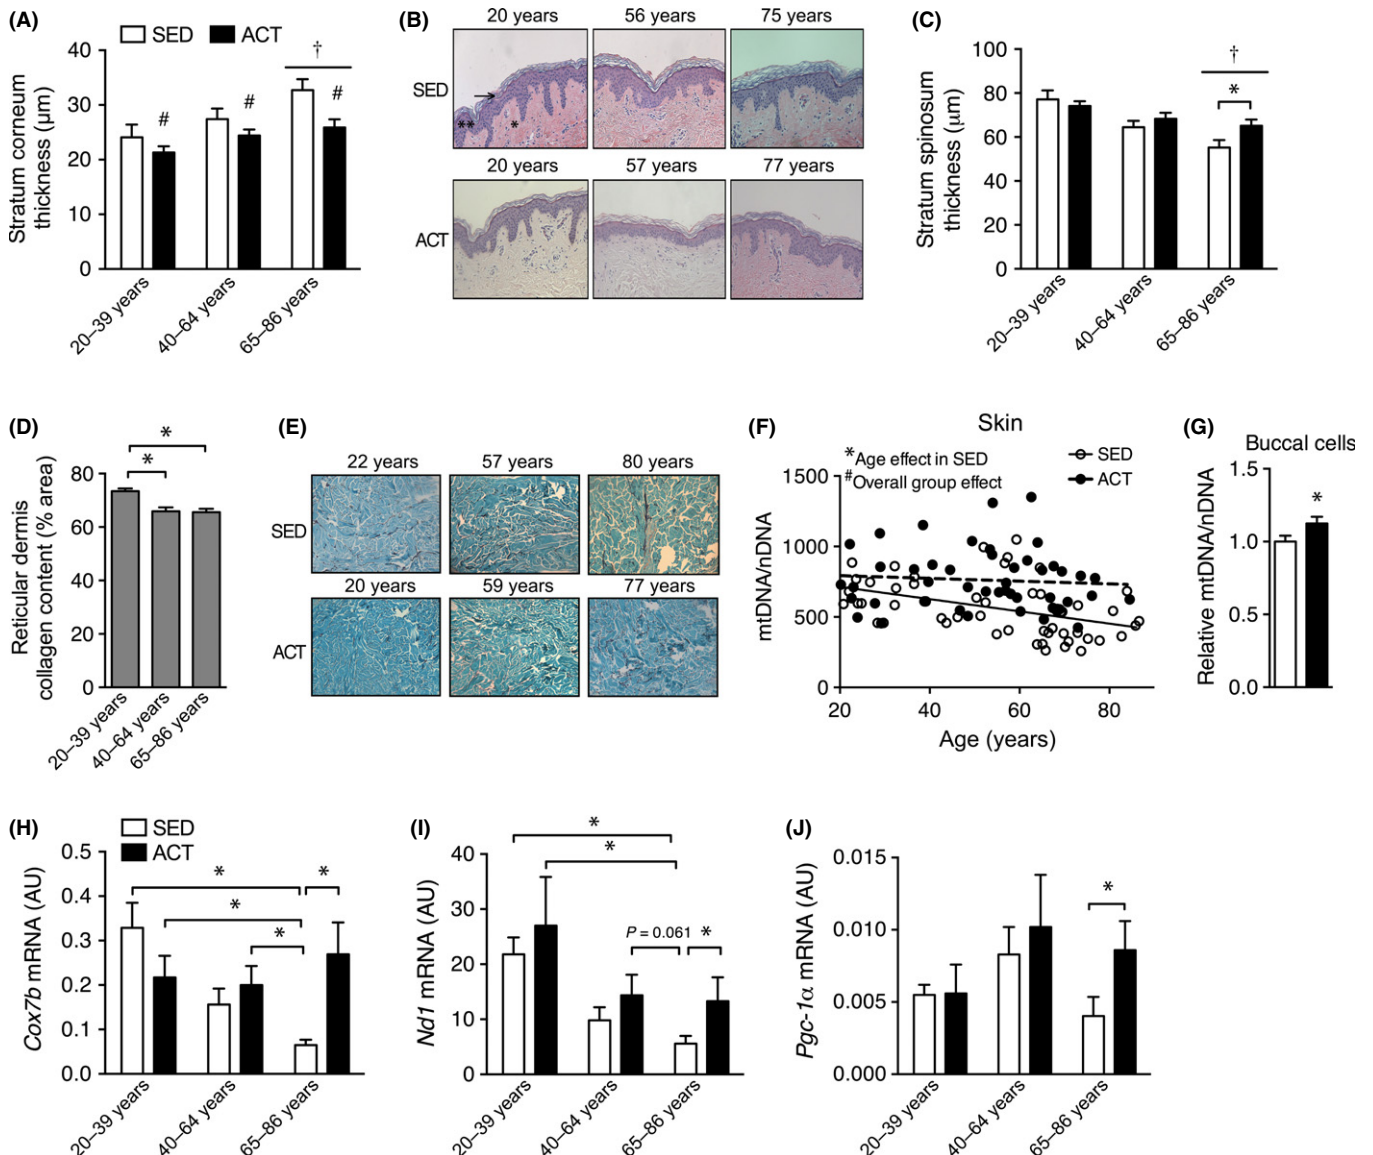 (A)
SED ACT
Stratum corneum
thickness (μm)
40
30
20
10
0
†
# # #
20–39 years
40–64 years
65–86 years
(B)
20 years 56 years 75 years
SED
** *
20 years 57 years 77 years
ACT
(C)
Stratum spinosum
thickness (μm)
100
80
60
40
20
0
†
*
20–39 years
40–64 years
65–86 years
(D)
Reticular dermis
collagen content (% area)
80
60
40
20
0
*
*
20–39 years
40–64 years
65–86 years
(E)
22 years 57 years 80 years
SED
20 years 59 years 77 years
ACT
(F)
Skin
*Age effect in SED
#Overall group effect
SED
ACT
mtDNA/nDNA
1500
1000
500
0
20 40 60 80
Age (years)
(G)
Buccal cells
Relative mtDNA/nDNA
1.5
1.0
0.5
0.0
*
(H)
SED
ACT
Cox7b mRNA (AU)
0.5
0.4
0.3
0.2
0.1
0.0
* *
*
*
20–39 years
40–64 years
65–86 years
(I)
Nd1 mRNA (AU)
40
30
20
10
0
*
*
P = 0.061 *
20–39 years
40–64 years
65–86 years
(J)
Pgc-1α mRNA (AU)
0.015
0.010
0.005
0.000
*
20–39 years
40–64 years
65–86 years